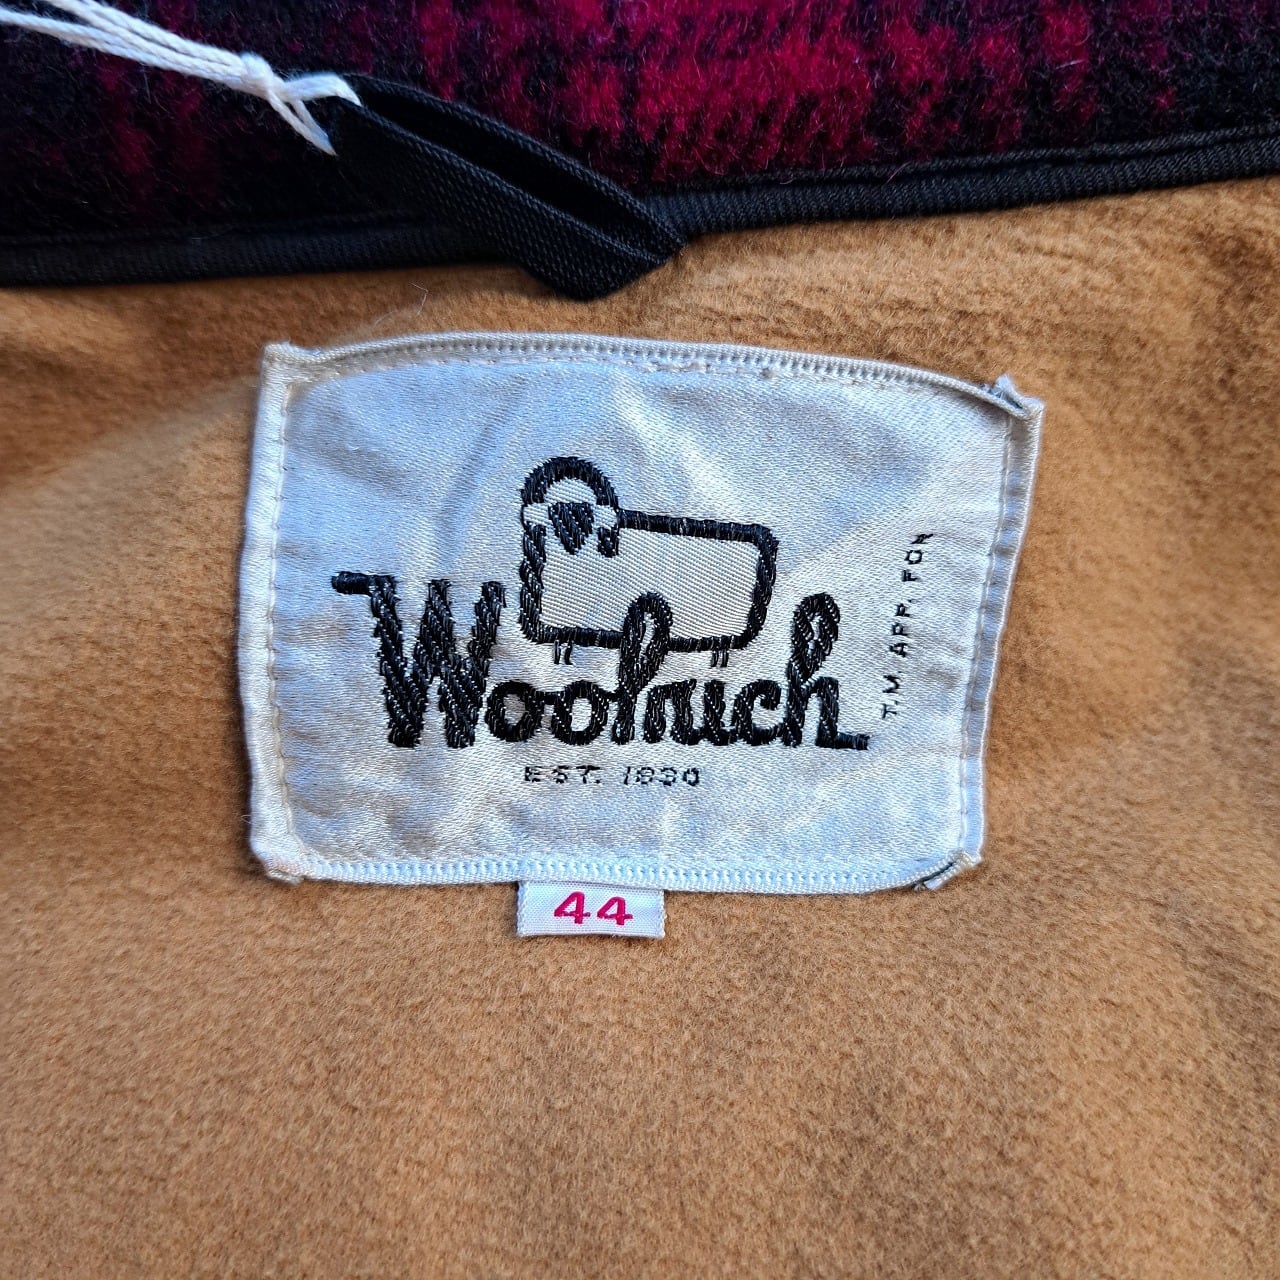 Woolrich
EST. 1830
T.M. APP. FOR
44